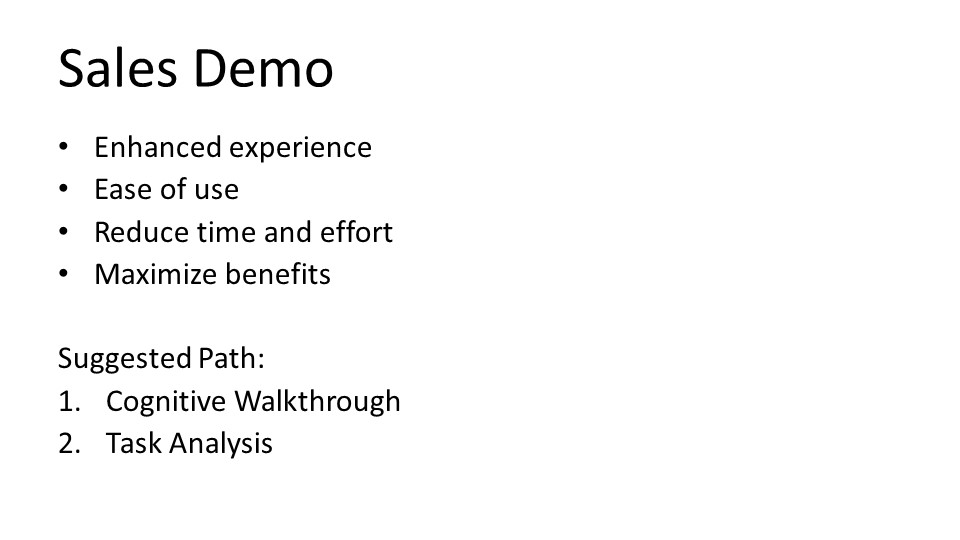 Sales Demo
• Enhanced experience
• Ease of use
• Reduce time and effort
• Maximize benefits
Suggested Path:
1. Cognitive Walkthrough
2. Task Analysis